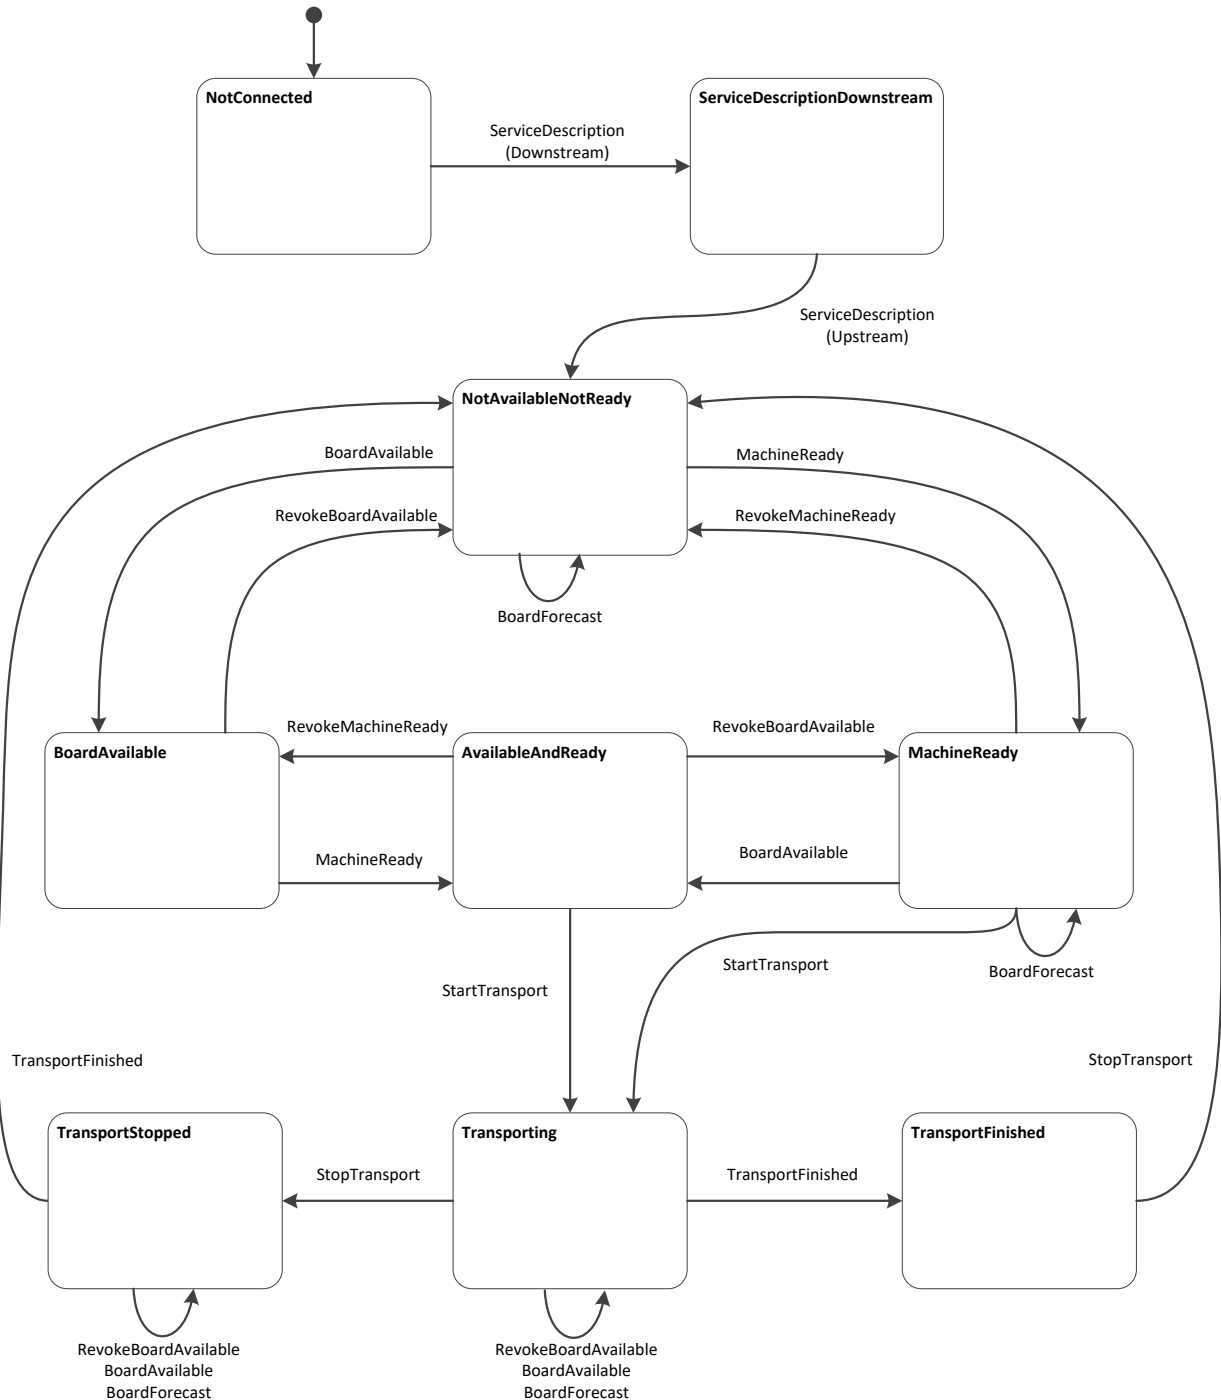 NotConnected
ServiceDescriptionDownstream
ServiceDescription
(Downstream)
ServiceDescription
(Upstream)
NotAvailableNotReady
BoardAvailable
MachineReady
RevokeBoardAvailable
RevokeMachineReady
BoardForecast
RevokeMachineReady
RevokeBoardAvailable
BoardAvailable
AvailableAndReady
MachineReady
MachineReady
BoardAvailable
StartTransport
StartTransport
BoardForecast
TransportFinished
StopTransport
TransportStopped
Transporting
TransportFinished
StopTransport
TransportFinished
RevokeBoardAvailable
BoardAvailable
BoardForecast
RevokeBoardAvailable
BoardAvailable
BoardForecast